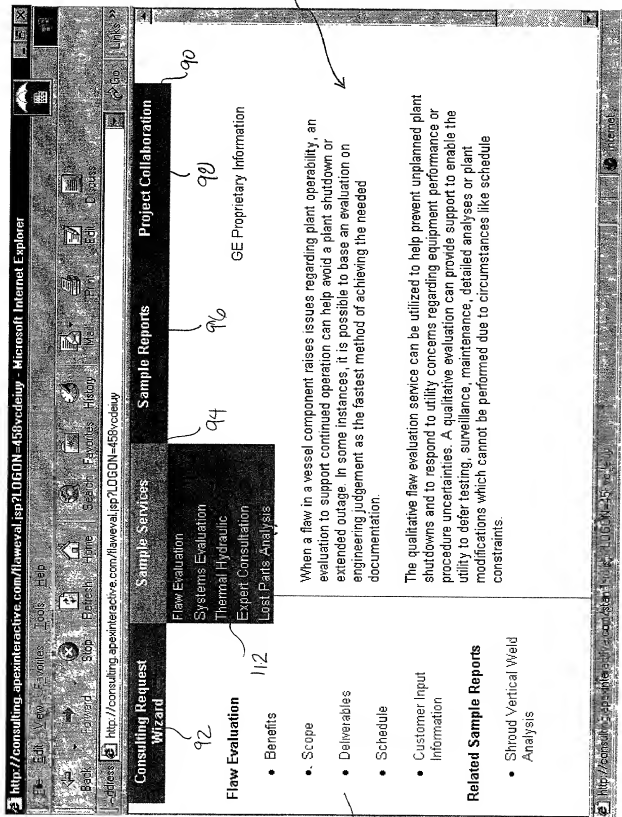 http://consulting.apexinteractive.com/flaweval.jsp?LOGON=458vcdeiuy - Microsoft Internet Explorer
Edit View Favorites Tools Help
Back Forward Stop Refresh Home Search Favorites History Mail Print Edit Discuss
Address http://consulting.apexinteractive.com/flaweval.jsp?LOGON=458vcdeiuy Go Links >>
Consulting Request Wizard
Sample Services
Sample Reports
Project Collaboration
90
92
94
96
98
Flaw Evaluation
Systems Evaluation
Thermal Hydraulic
Expert Consultation
Lost Parts Analysis
112
GE Proprietary Information
Flaw Evaluation
• Benefits
• Scope
• Deliverables
• Schedule
• Customer Input
Information
Related Sample Reports
• Shroud Vertical Weld
Analysis
When a flaw in a vessel component raises issues regarding plant operability, an
evaluation to support continued operation can help avoid a plant shutdown or
extended outage. In some instances, it is possible to base an evaluation on
engineering judgement as the fastest method of achieving the needed
documentation.
The qualitative flaw evaluation service can be utilized to help prevent unplanned plant
shutdowns and to respond to utility concerns regarding equipment performance or
procedure uncertainties. A qualitative evaluation can provide support to enable the
utility to defer testing, surveillance, maintenance, detailed analyses or plant
modifications which cannot be performed due to circumstances like schedule
constraints.
Internet